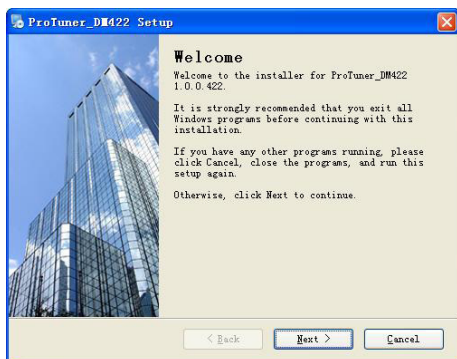 ProTuner_DM422 Setup
Welcome
Welcome to the installer for ProTuner_DM422
1.0.0.422.
It is strongly recommended that you exit all
Windows programs before continuing with this
installation.
If you have any other programs running, please
click Cancel, close the programs, and run this
setup again.
Otherwise, click Next to continue.
< Back
Next >
Cancel